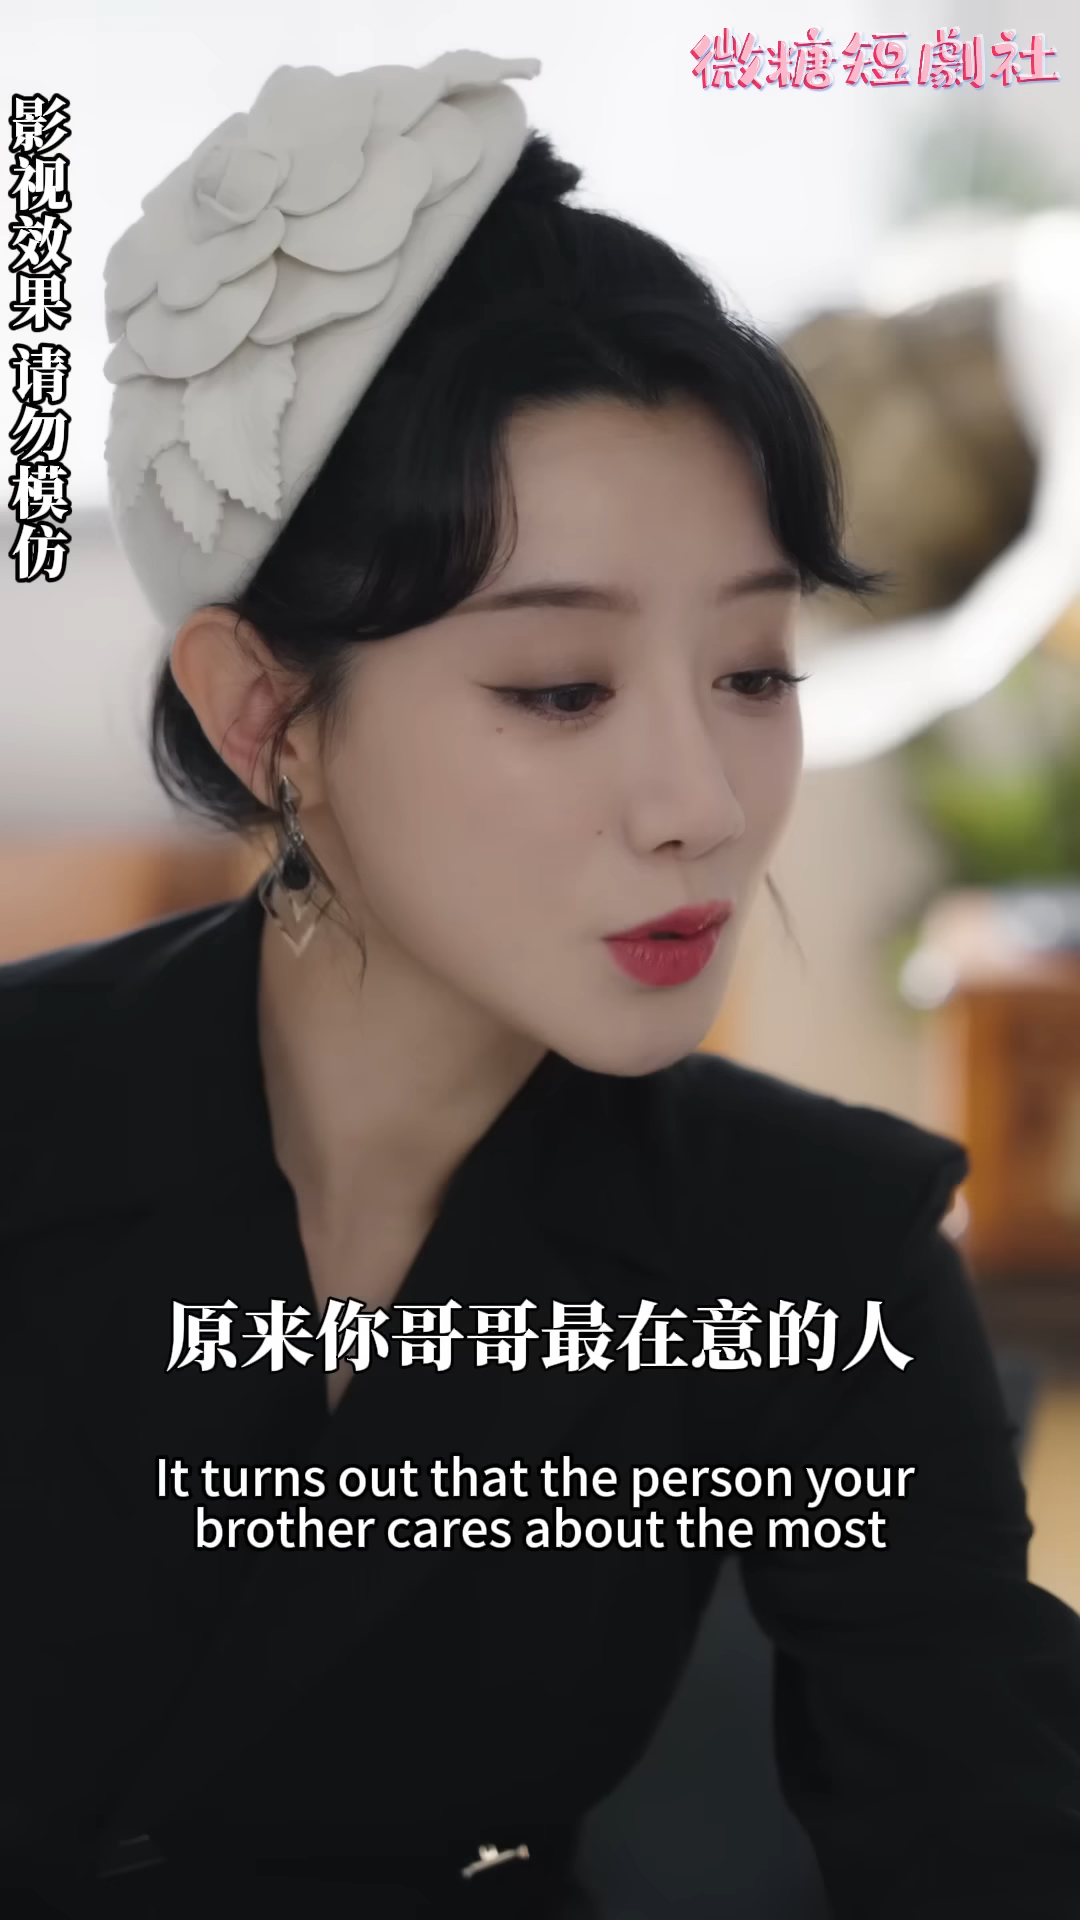 微糖短劇社
影视效果 请勿模仿
原来你哥哥最在意的人
It turns out that the person your
brother cares about the most